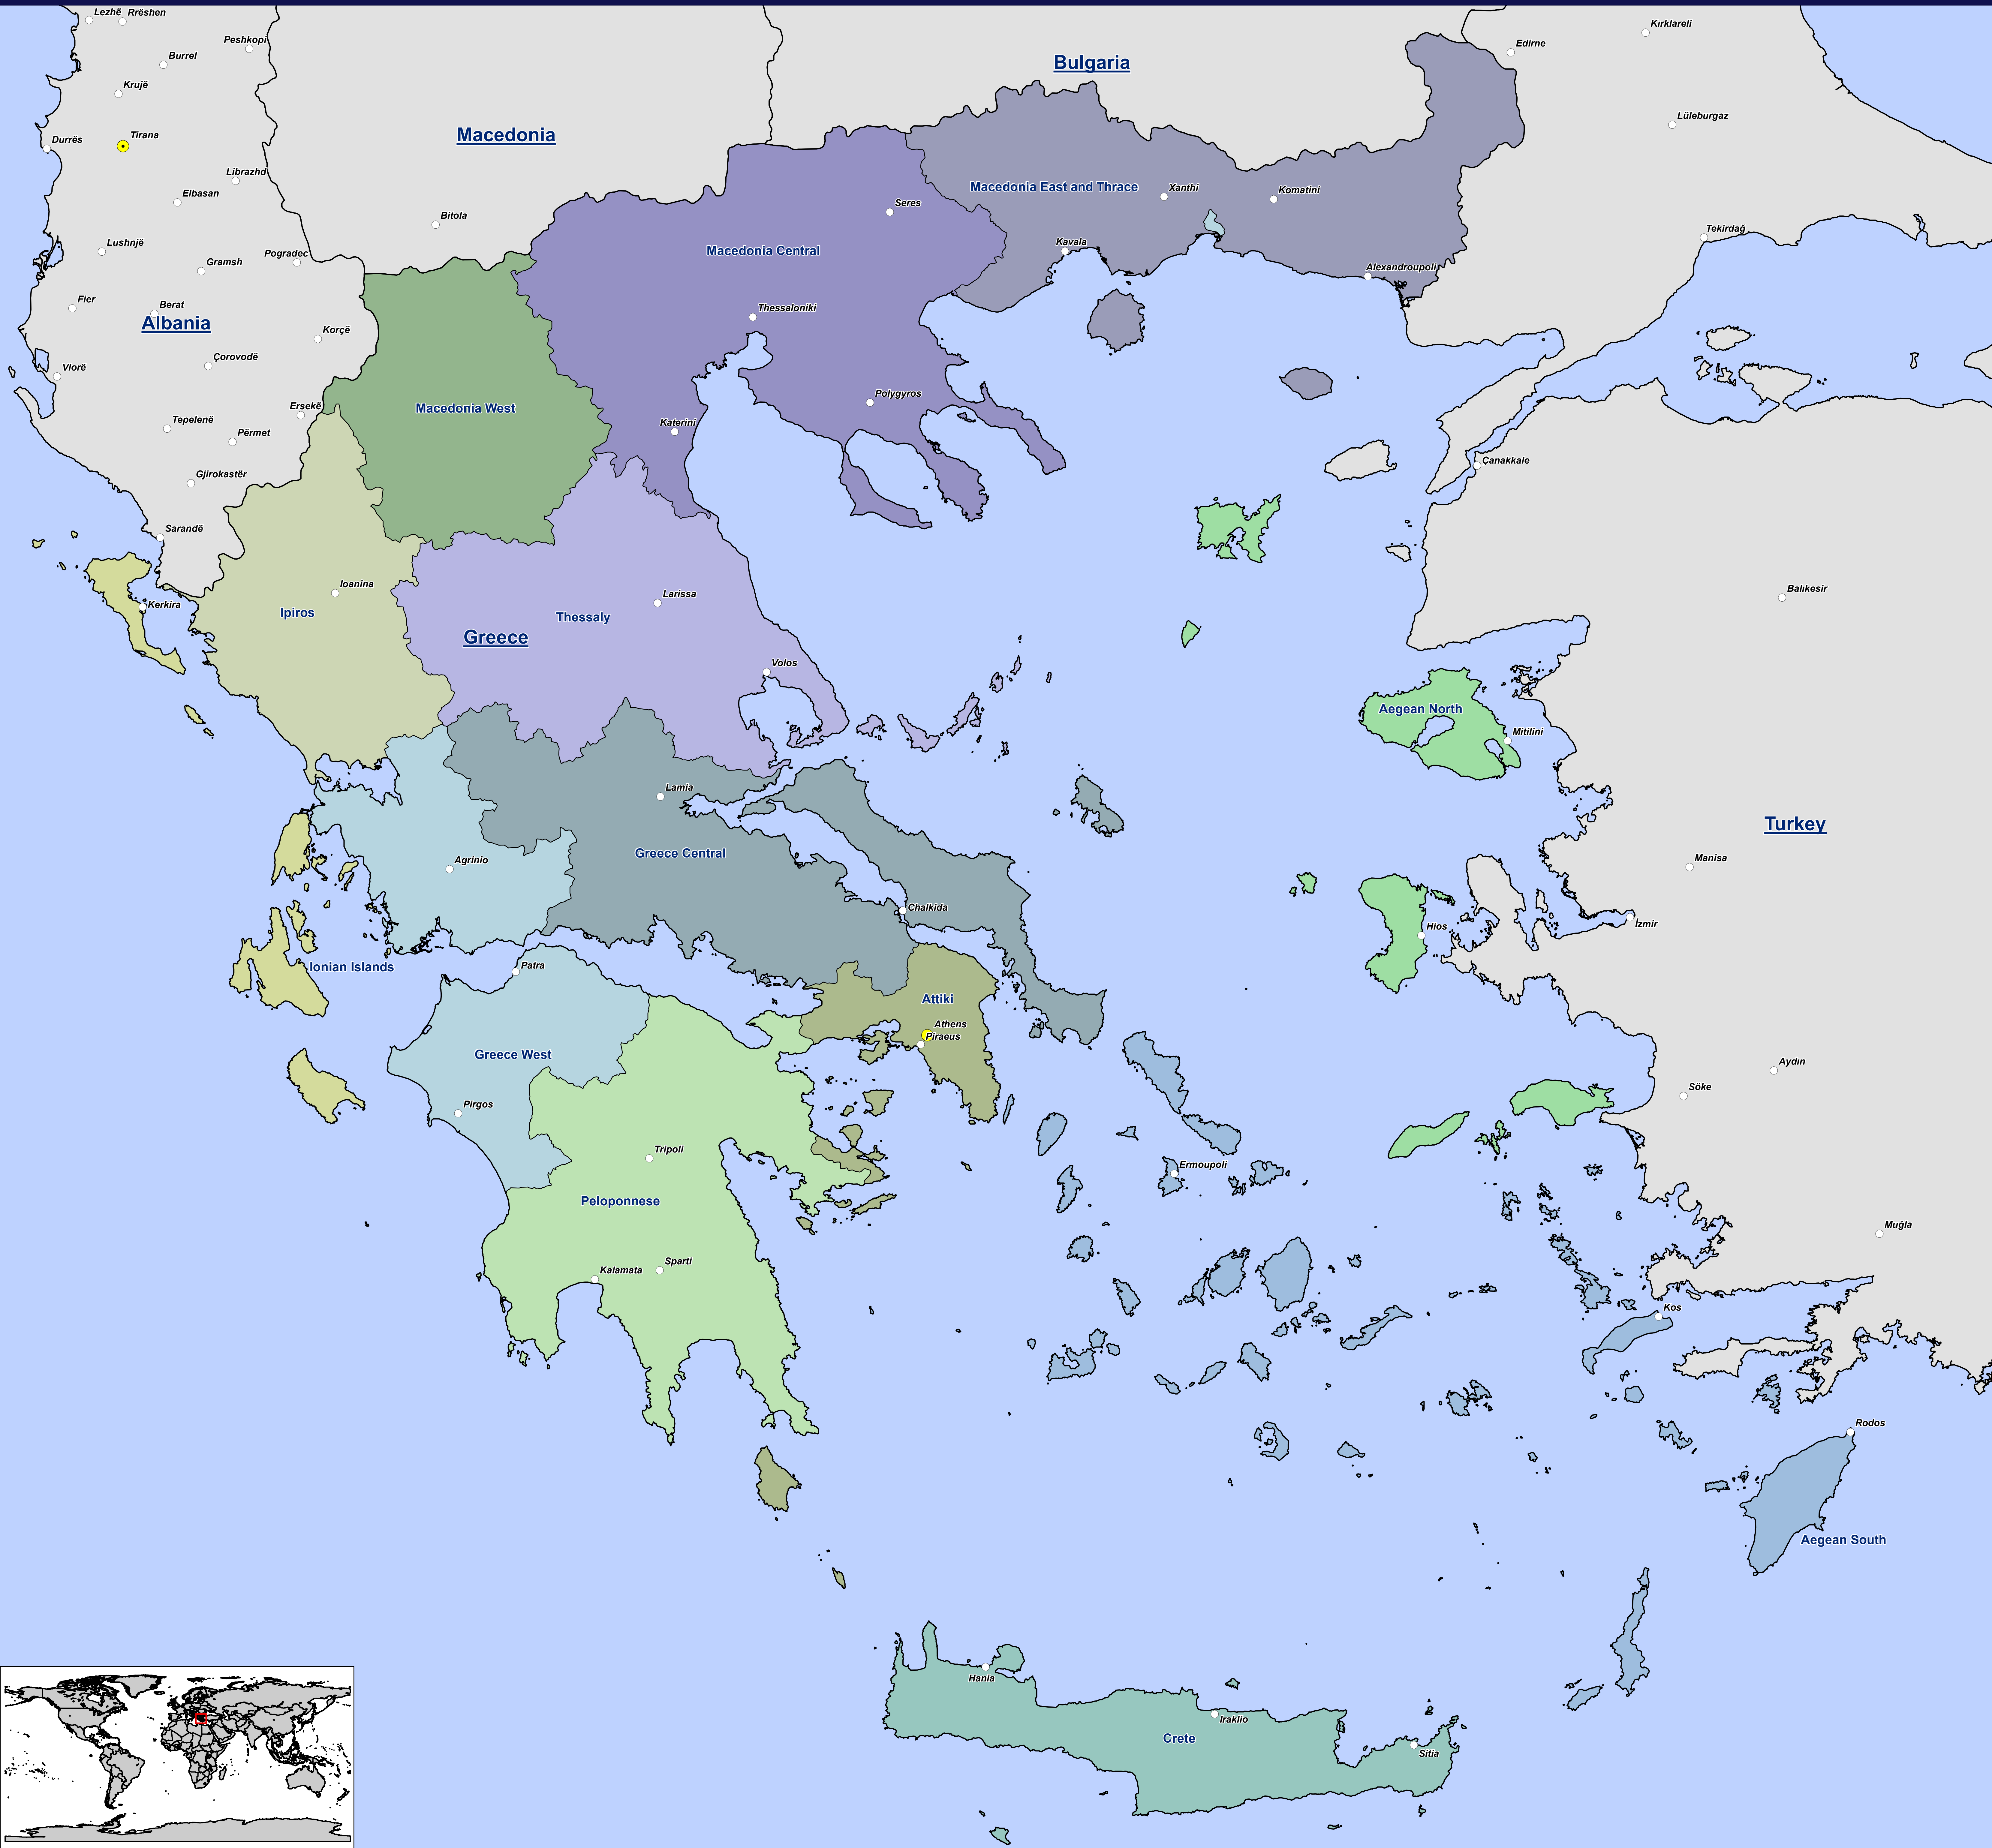 Lezhë
Rrëshen
Kırklareli
Peshkopi
Edirne
Burrel
Bulgaria
Krujë
Lüleburgaz
Tirana
Macedonia
Durrës
Librazhd
Macedonia East and Thrace
Xanthi
Komatini
Elbasan
Seres
Bitola
Tekirdağ
Lushnjë
Kavala
Macedonia Central
Pogradec
Gramsh
Alexandroupoli
Fier
Berat
Thessaloniki
Albania
Korçë
Çorovodë
Vlorë
Polygyros
Ersekë
Macedonia West
Tepelenë
Katerini
Përmet
Çanakkale
Gjirokastër
Sarandë
Ioanina
Balıkesir
Larissa
Kerkira
Ipiros
Thessaly
Greece
Volos
Aegean North
Mitilini
Lamia
Turkey
Greece Central
Agrinio
Manisa
Chalkida
İzmir
Hios
Patra
Ionian Islands
Attiki
Athens
Piraeus
Greece West
Aydın
Söke
Pirgos
Tripoli
Ermoupoli
Peloponnese
Muğla
Sparti
Kalamata
Kos
Rodos
Aegean South
Hania
Iraklio
Crete
Sitia